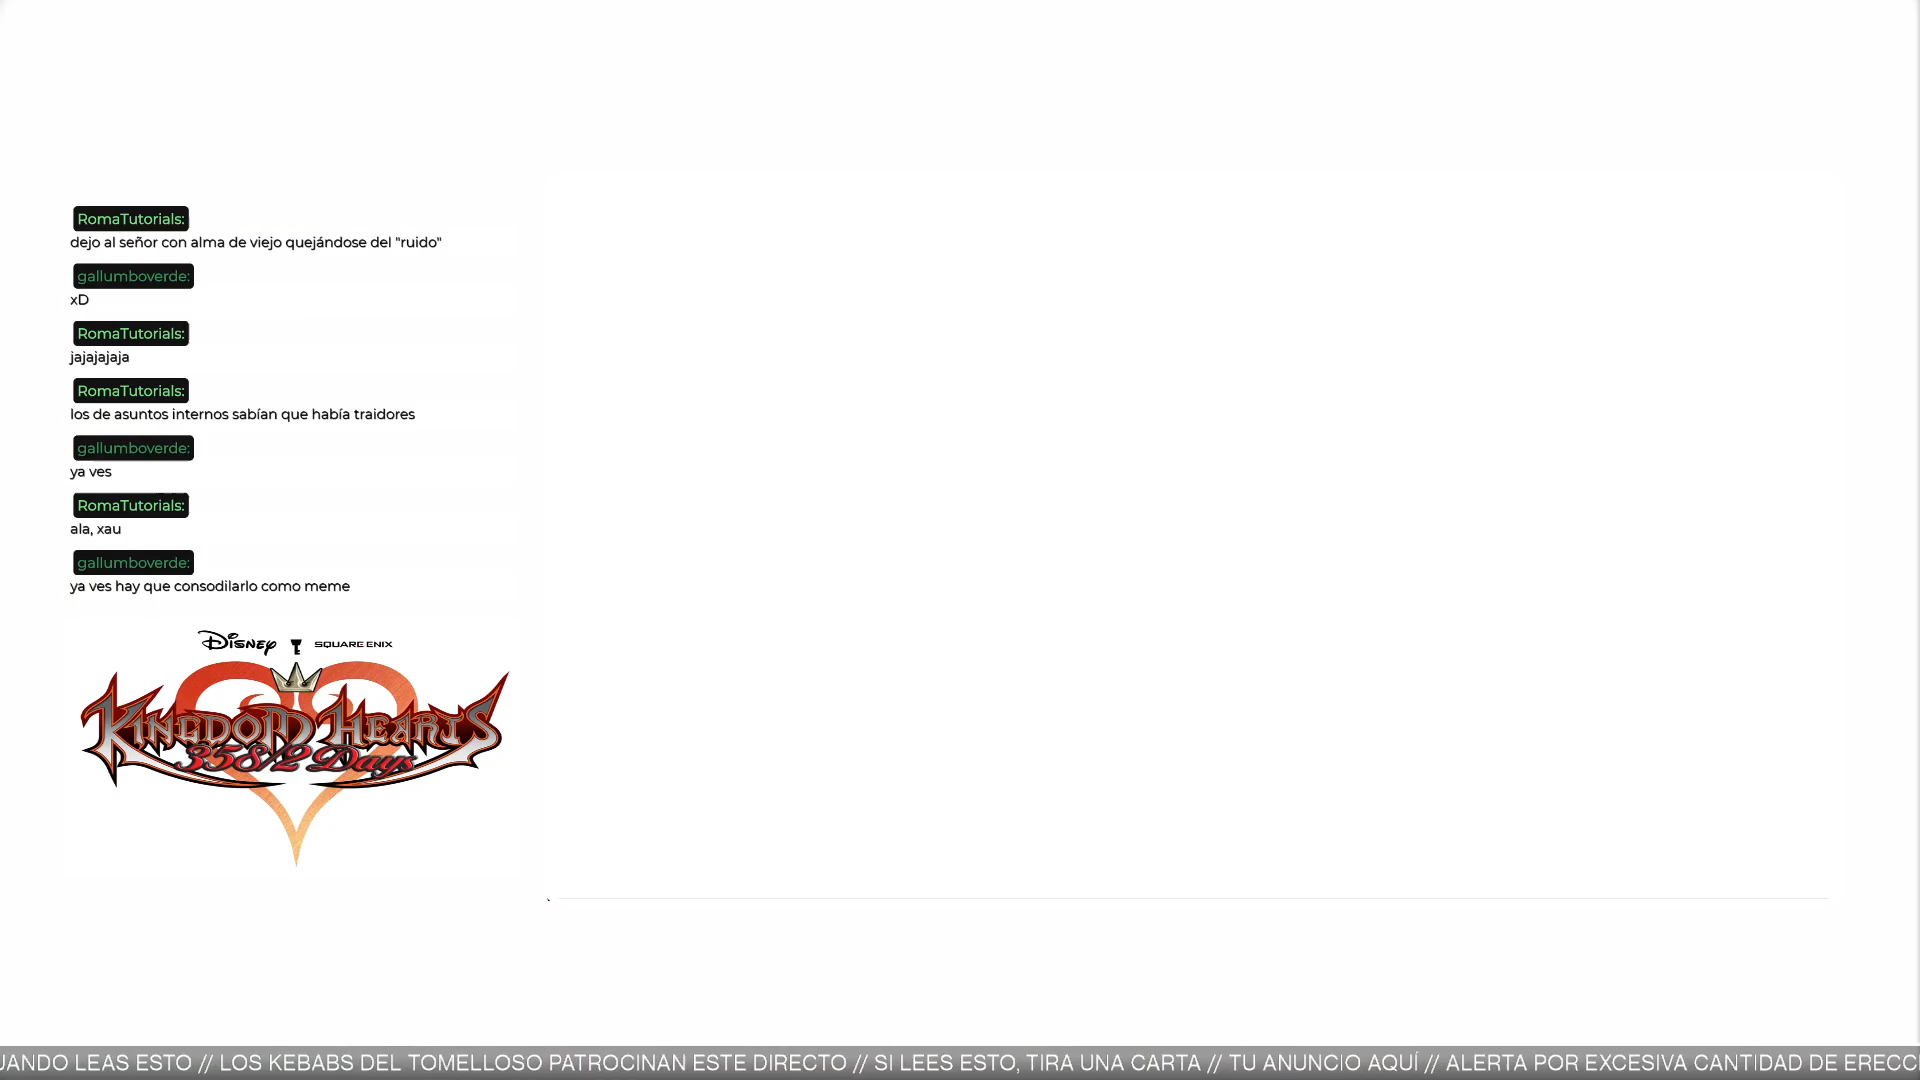 RomaTutorials:
dejo al señor con alma de viejo quejándose del "ruido"
gallumboverde:
xD
RomaTutorials:
jajajajaja
RomaTutorials:
los de asuntos internos sabían que había traidores
gallumboverde:
ya ves
RomaTutorials:
ala, xau
gallumboverde:
ya ves hay que consodilarlo como meme
Disney SQUARE ENIX
KINGDOM HEARTS
358/2 Days
LEAS ESTO // LOS KEBABS DEL TOMELLOSO PATROCINAN ESTE DIRECTO // SI LEES ESTO, TIRA UNA CARTA // TU ANUNCIO AQUÍ // ALERTA POR EXCESIVA CANTIDAD DE